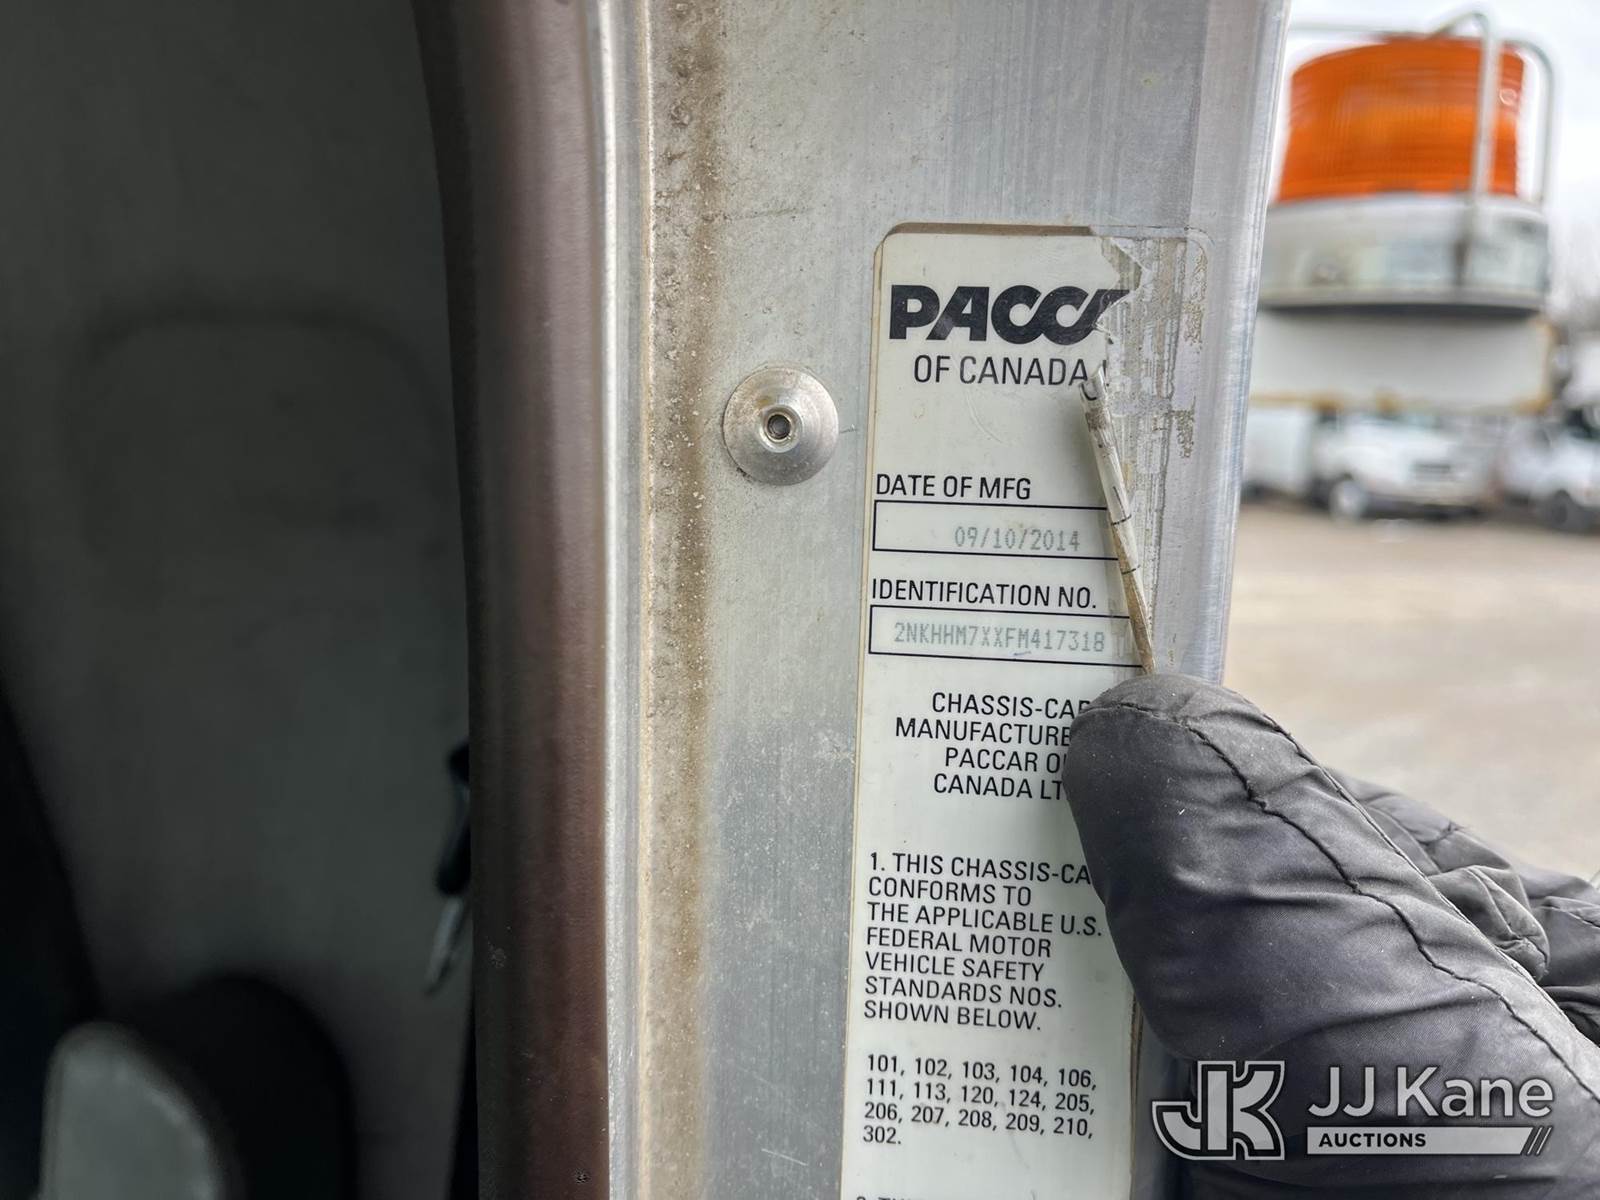 PACCA
OF CANADA
DATE OF MFG
09/10/2014
IDENTIFICATION NO.
2NKHHM7XXFM417318
CHASSIS-CAB
MANUFACTURE
PACCAR O
CANADA LT
1. THIS CHASSIS-CA
CONFORMS TO
THE APPLICABLE U.S.
FEDERAL MOTOR
VEHICLE SAFETY
STANDARDS NOS.
SHOWN BELOW.
101, 102, 103, 104, 106,
111, 113, 120, 124, 205,
206, 207, 208, 209, 210,
302.
JK JJ Kane
AUCTIONS